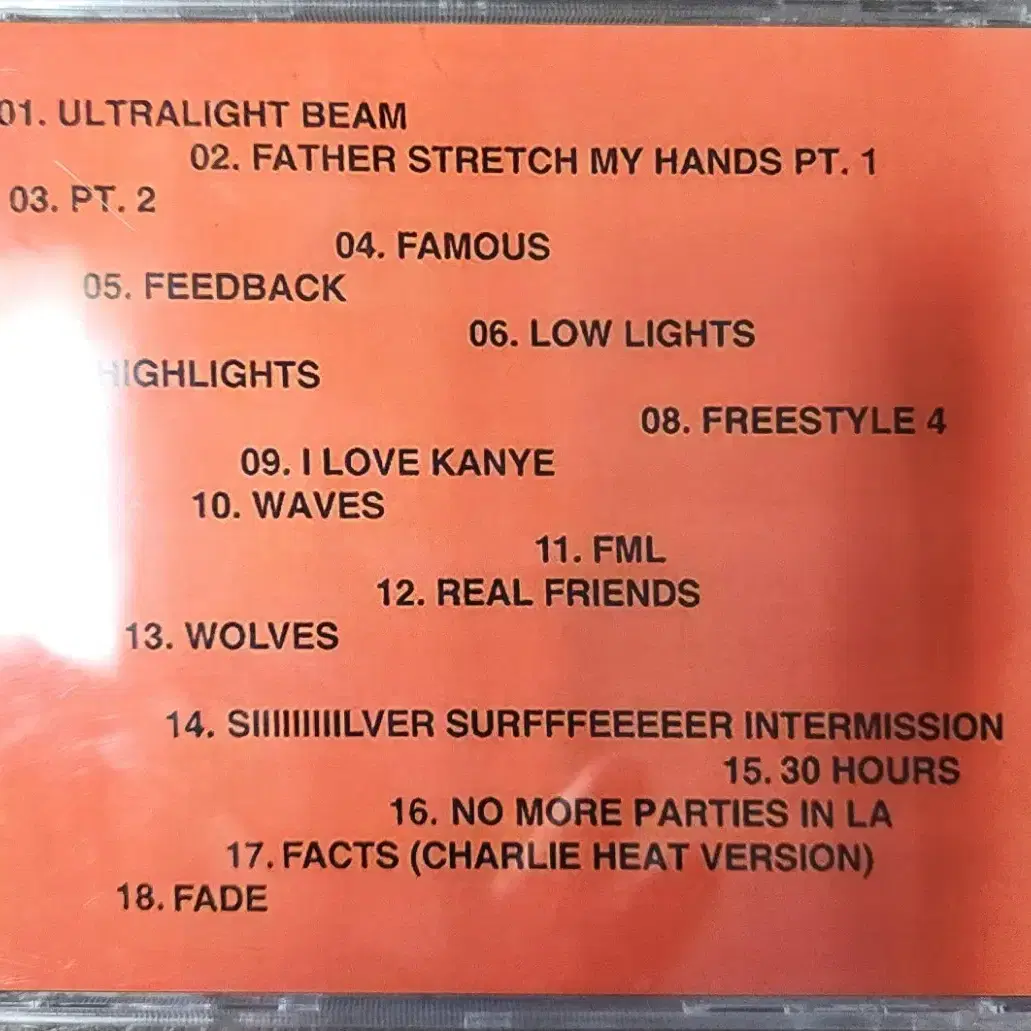 01. ULTRALIGHT BEAM
02. FATHER STRETCH MY HANDS PT. 1
03. PT. 2
04. FAMOUS
05. FEEDBACK
06. LOW LIGHTS
HIGHLIGHTS
08. FREESTYLE 4
09. I LOVE KANYE
10. WAVES
11. FML
12. REAL FRIENDS
13. WOLVES
14. SIIIIIIIIIILVER SURFFFEEEEEER INTERMISSION
15. 30 HOURS
16. NO MORE PARTIES IN LA
17. FACTS (CHARLIE HEAT VERSION)
18. FADE